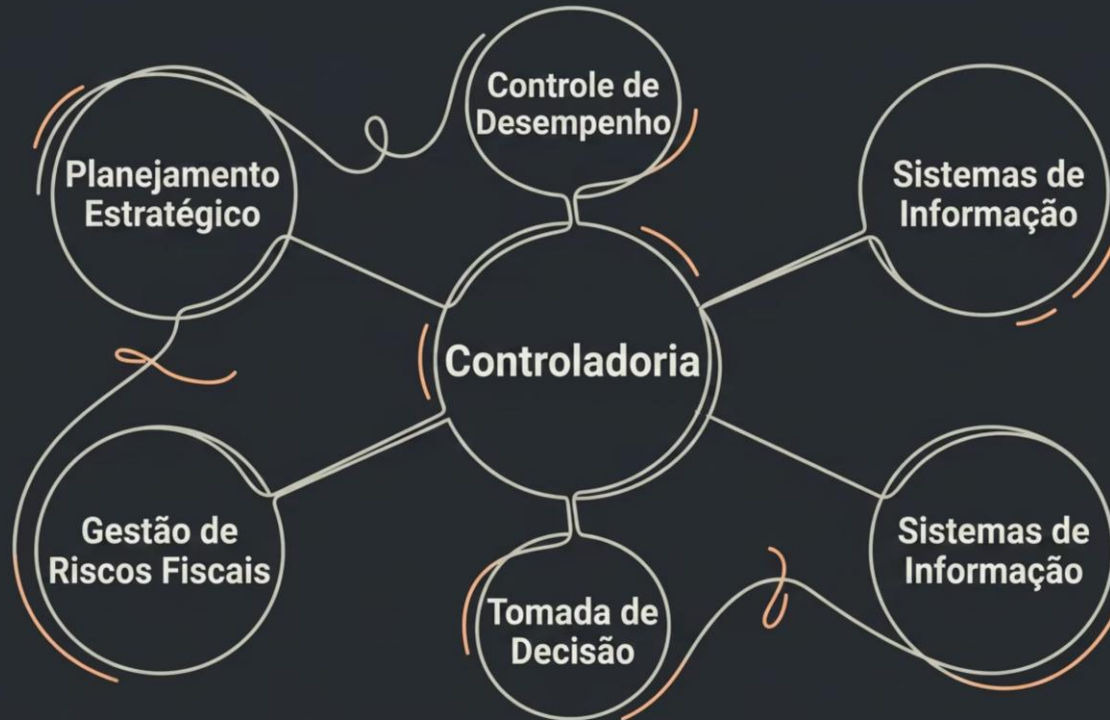 Controle de
Desempenho
Planejamento
Estratégico
Sistemas de
Informação
Controladoria
Gestão de
Riscos Fiscais
Tomada de
Decisão
Sistemas de
Informação